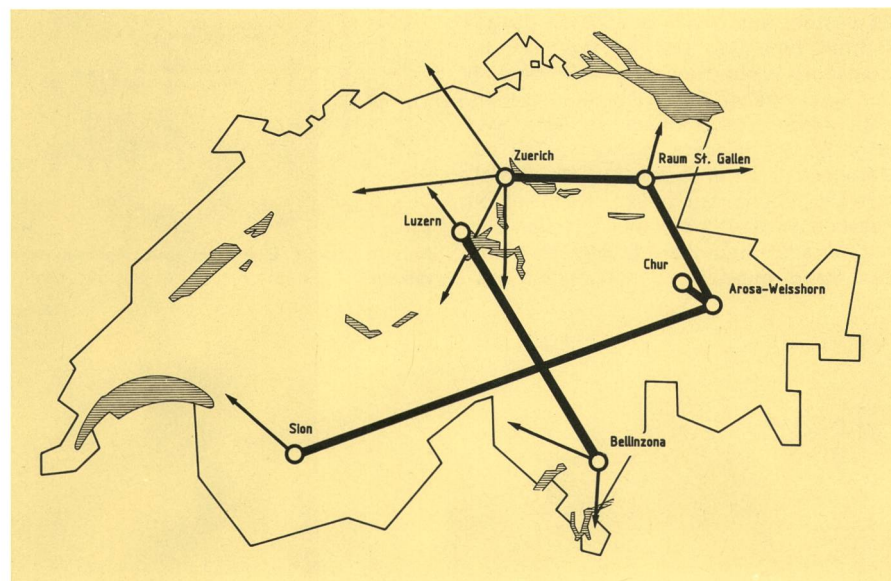 Zuerich
Raum St. Gallen
Luzern
Chur
Arosa-Weisshorn
Sion
Bellinzona